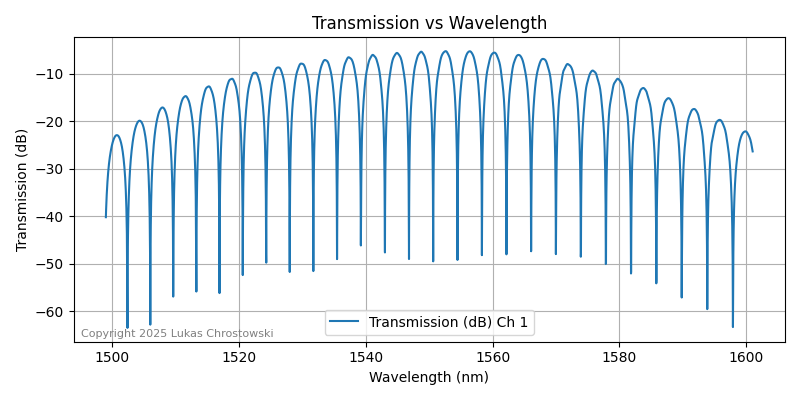 Transmission vs Wavelength
Transmission (dB)
−10
−20
−30
−40
−50
−60
Copyright 2025 Lukas Chrostowski
Transmission (dB) Ch 1
1500 1520 1540 1560 1580 1600
Wavelength (nm)